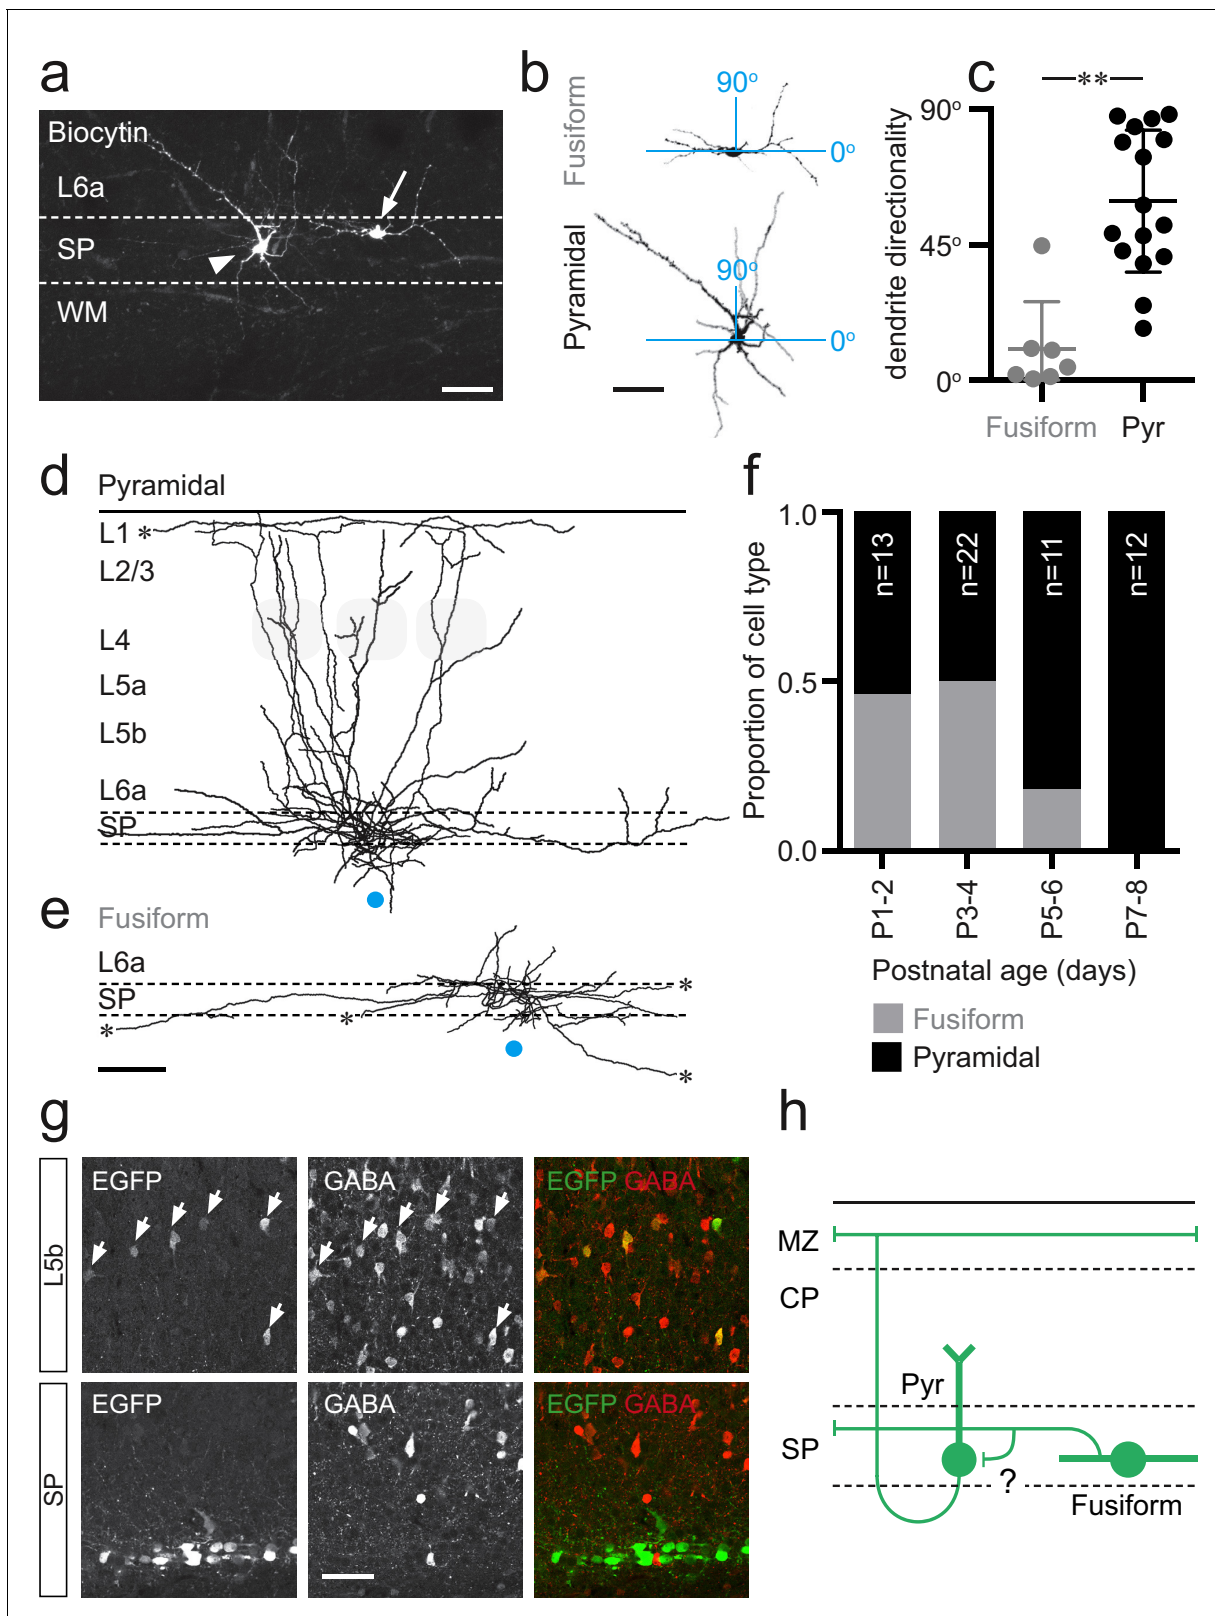 a
Biocytin
L6a
SP
WM
b
Fusiform
90°
0°
Pyramidal
90°
0°
c
**
dendrite directionality
90°
45°
0°
Fusiform
Pyr
d
Pyramidal
L1 *
L2/3
L4
L5a
L5b
L6a
SP
e
Fusiform
L6a
SP
*
*
*
*
f
Proportion of cell type
1.0
0.5
0.0
n=13
n=22
n=11
n=12
P1-2
P3-4
P5-6
P7-8
Postnatal age (days)
Fusiform
Pyramidal
g
L5b
EGFP
GABA
EGFP GABA
SP
EGFP
GABA
EGFP GABA
h
MZ
CP
Pyr
SP
?
Fusiform